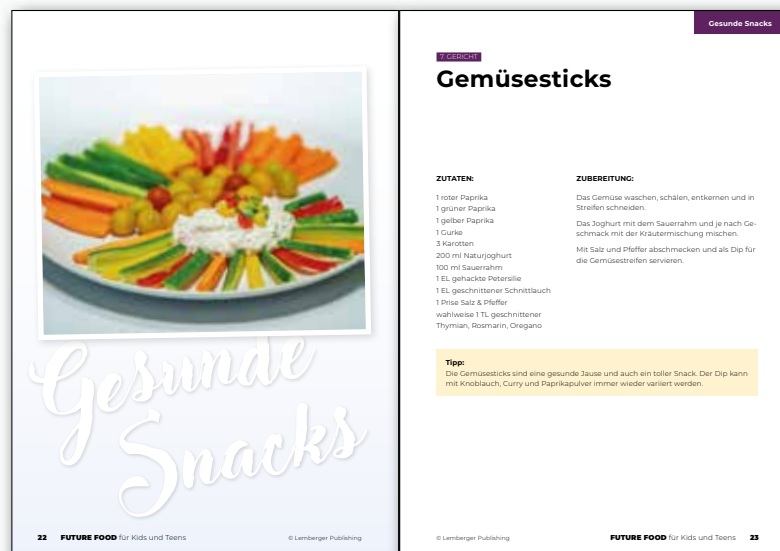 Gesunde
Snacks
22 FUTURE FOOD für Kids und Teens
© Lemberger Publishing
Gesunde Snacks
7. GERICHT
Gemüsesticks
ZUTATEN:
1 roter Paprika
1 grüner Paprika
1 gelber Paprika
1 Gurke
3 Karotten
200 ml Naturjoghurt
100 ml Sauerrahm
1 EL gehackte Petersilie
1 EL geschnittener Schnittlauch
1 Prise Salz & Pfeffer
wahlweise 1 TL geschnittener
Thymian, Rosmarin, Oregano
ZUBEREITUNG:
Das Gemüse waschen, schälen, entkernen und in
Streifen schneiden.
Das Joghurt mit dem Sauerrahm und je nach Ge-
schmack mit der Kräutermischung mischen.
Mit Salz und Pfeffer abschmecken und als Dip für
die Gemüsestreifen servieren.
Tipp:
Die Gemüsesticks sind eine gesunde Jause und auch ein toller Snack. Der Dip kann
mit Knoblauch, Curry und Paprikapulver immer wieder variiert werden.
© Lemberger Publishing
FUTURE FOOD für Kids und Teens 23